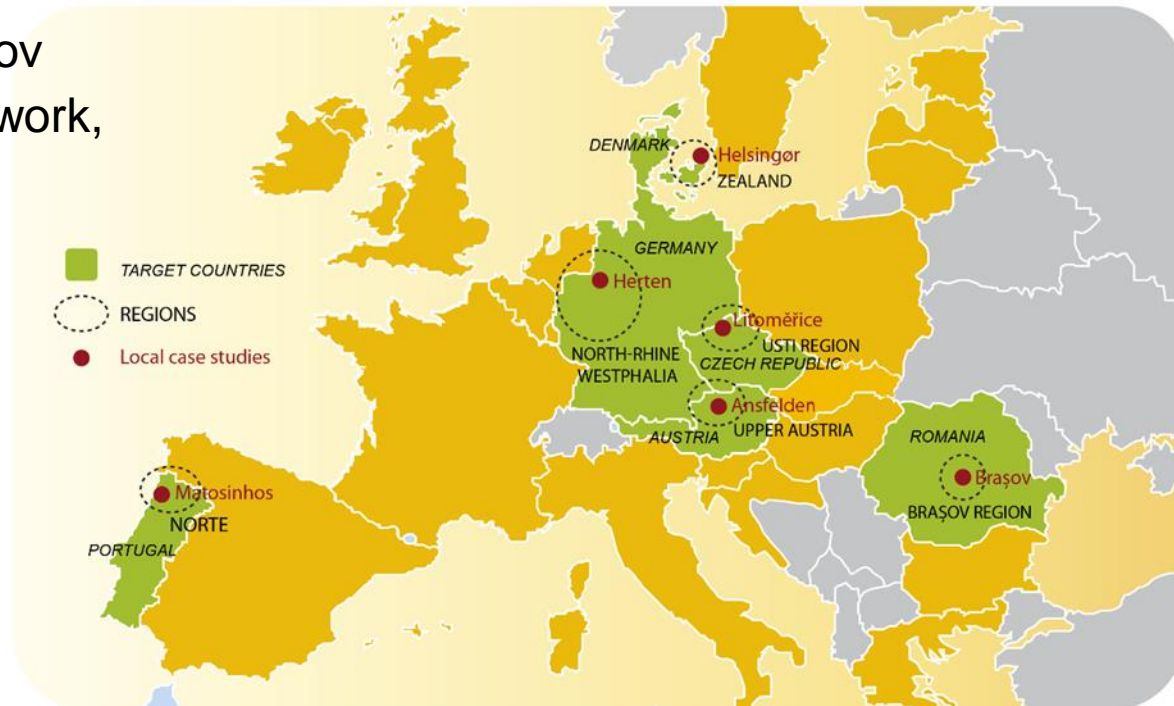 ov
work,
DENMARK
Helsingør
ZEALAND
GERMANY
TARGET COUNTRIES
Herten
REGIONS
Litoměřice
USTI REGION
Local case studies
NORTH-RHINE
WESTPHALIA
CZECH REPUBLIC
Ansfelden
UPPER AUSTRIA
AUSTRIA
ROMANIA
Brașov
BRAȘOV REGION
Matosinhos
NORTE
PORTUGAL